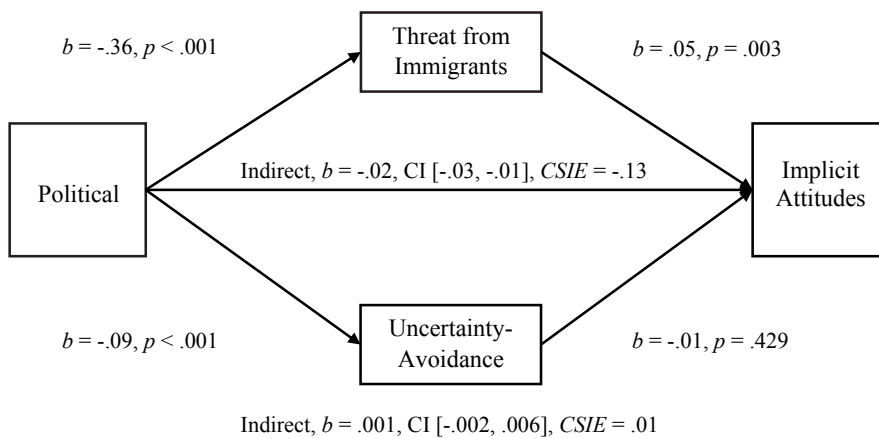 b = -.36, p < .001
Threat from
Immigrants
b = .05, p = .003
Political
Indirect, b = -.02, CI [-.03, -.01], CSIE = -.13
Implicit
Attitudes
b = -.09, p < .001
Uncertainty-
Avoidance
b = -.01, p = .429
Indirect, b = .001, CI [-.002, .006], CSIE = .01